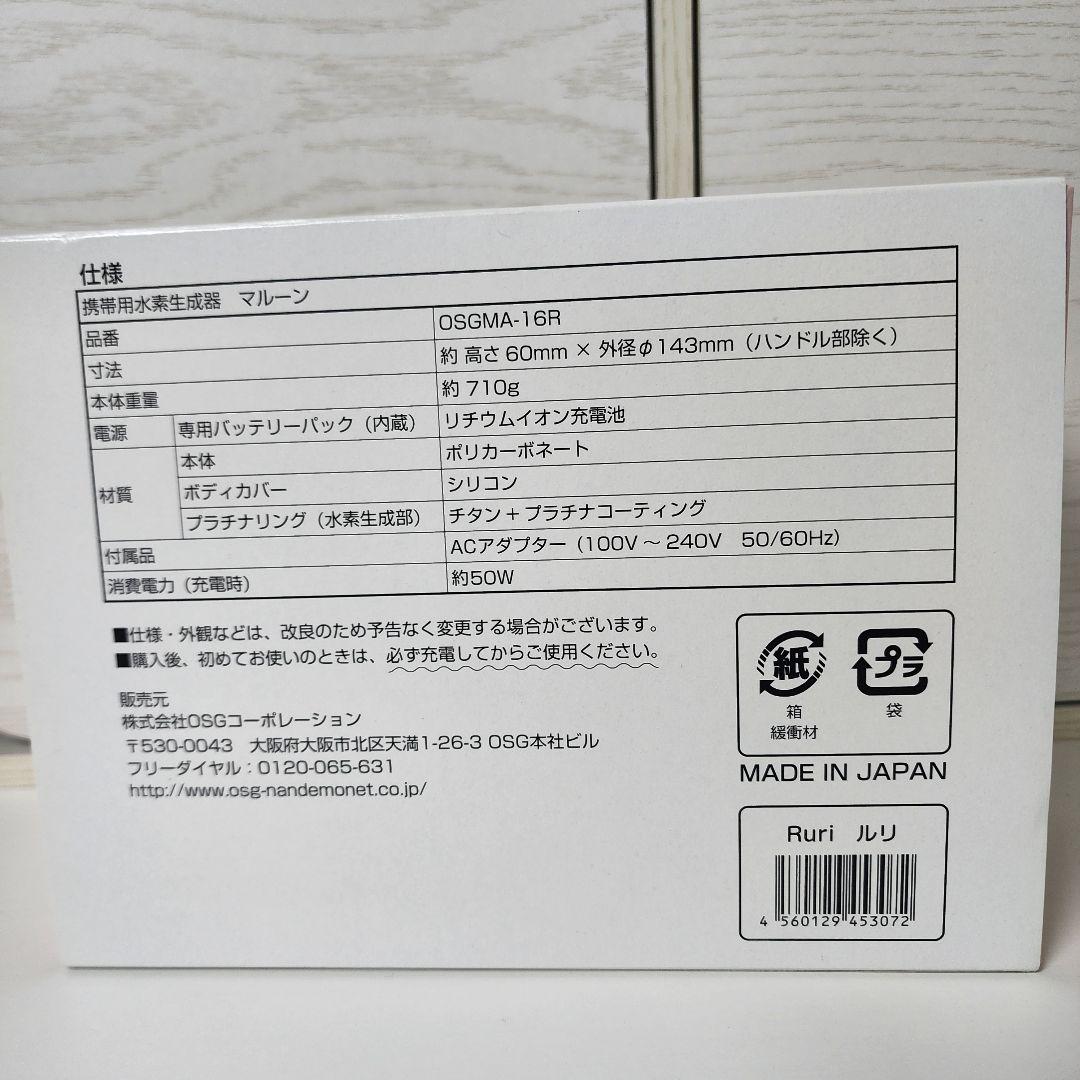 仕様
携帯用水素生成器　マルーン
品番 OSGMA-16R
寸法 約 高さ 60mm × 外径φ143mm（ハンドル部除く）
本体重量 約 710g
電源 専用バッテリーパック（内蔵） リチウムイオン充電池
材質 本体 ポリカーボネート
ボディカバー シリコン
プラチナリング（水素生成部） チタン＋プラチナコーティング
付属品 ACアダプター（100V～240V　50/60Hz）
消費電力（充電時） 約50W
■仕様・外観などは、改良のため予告なく変更する場合がございます。
■購入後、初めてお使いのときは、必ず充電してからご使用ください。
販売元
株式会社OSGコーポレーション
〒530-0043　大阪府大阪市北区天満1-26-3 OSG本社ビル
フリーダイヤル：0120-065-631
http://www.osg-nandemonet.co.jp/
紙 プラ
箱 袋
緩衝材
MADE IN JAPAN
Ruri　ルリ
4 560129 453072